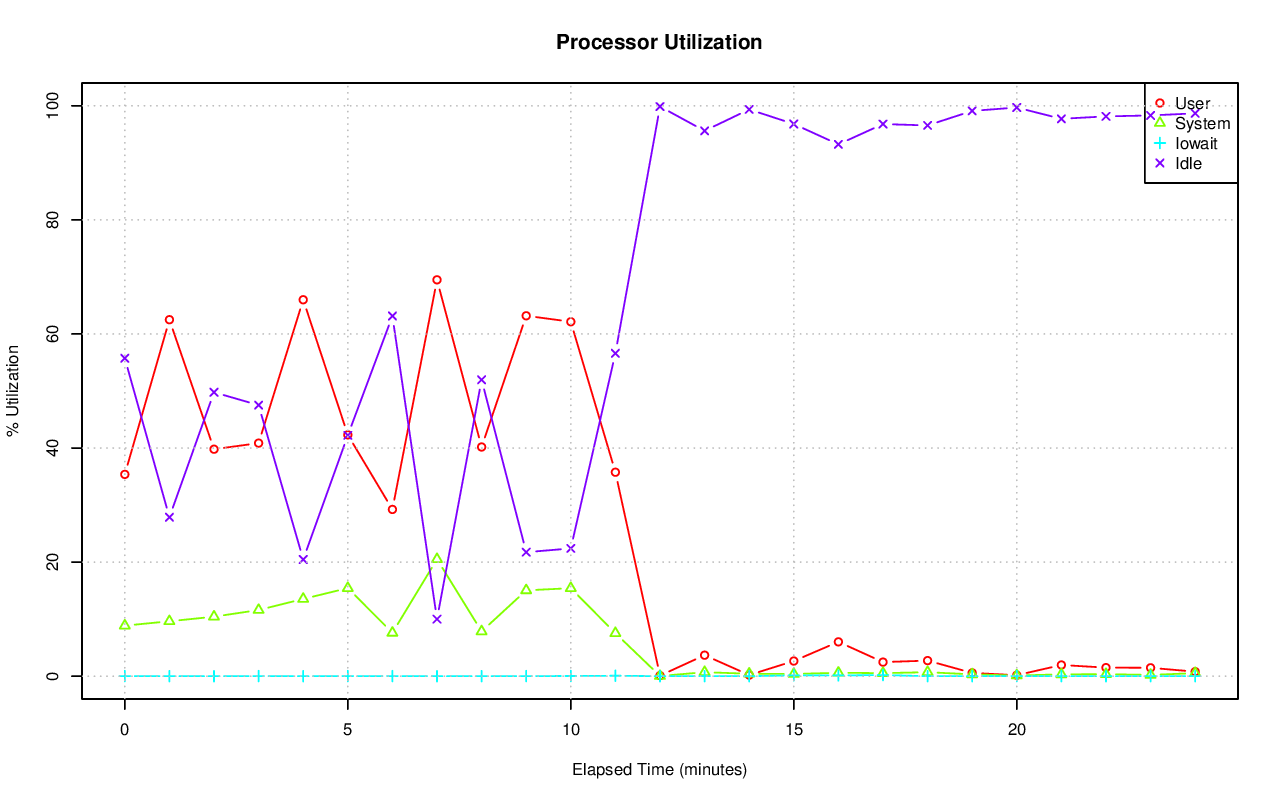 Processor Utilization
User
System
Iowait
Idle
% Utilization
100
80
60
40
20
0
0 5 10 15 20
Elapsed Time (minutes)